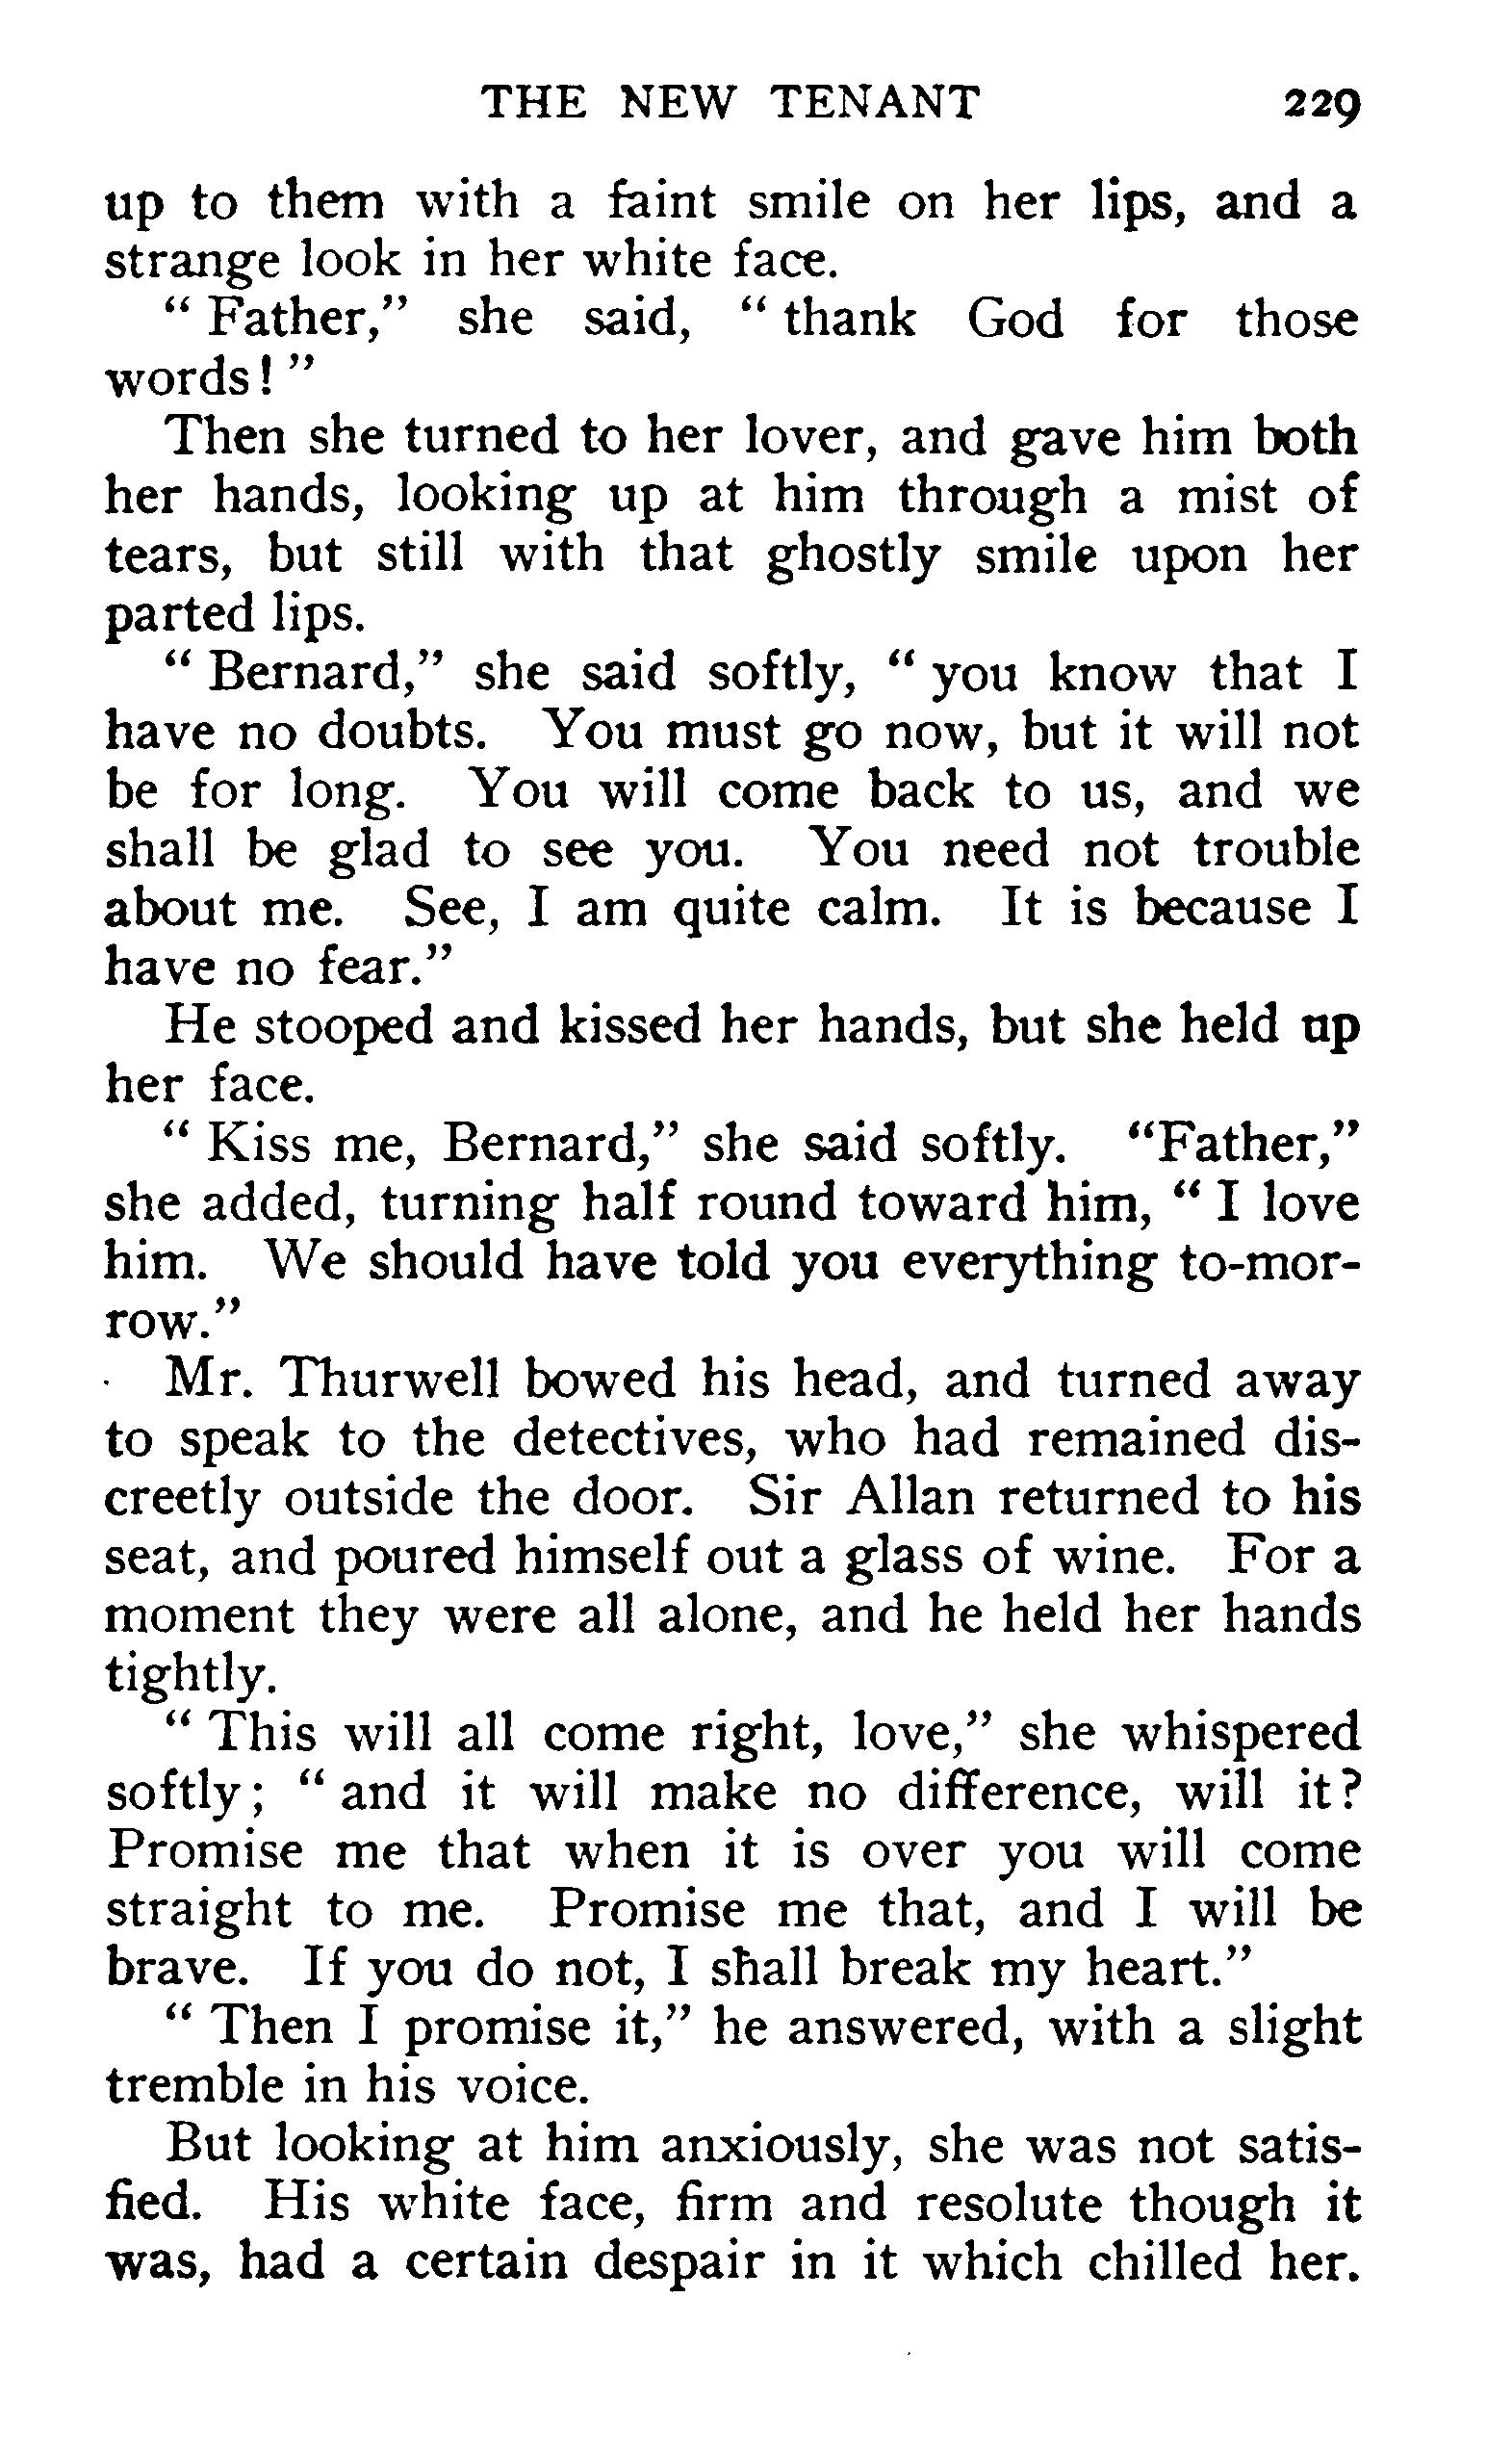 THE NEW TENANT 229
up to them with a faint smile on her lips, and a
strange look in her white face.
“ Father,” she said, “ thank God for those
words! ”
Then she turned to her lover, and gave him both
her hands, looking up at him through a mist of
tears, but still with that ghostly smile upon her
parted lips.
“ Bernard,” she said softly, “ you know that I
have no doubts. You must go now, but it will not
be for long. You will come back to us, and we
shall be glad to see you. You need not trouble
about me. See, I am quite calm. It is because I
have no fear.”
He stooped and kissed her hands, but she held up
her face.
“ Kiss me, Bernard,” she said softly. “Father,”
she added, turning half round toward him, “ I love
him. We should have told you everything to-mor-
row.”
Mr. Thurwell bowed his head, and turned away
to speak to the detectives, who had remained dis-
creetly outside the door. Sir Allan returned to his
seat, and poured himself out a glass of wine. For a
moment they were all alone, and he held her hands
tightly.
“ This will all come right, love,” she whispered
softly; “ and it will make no difference, will it?
Promise me that when it is over you will come
straight to me. Promise me that, and I will be
brave. If you do not, I shall break my heart.”
“ Then I promise it,” he answered, with a slight
tremble in his voice.
But looking at him anxiously, she was not satis-
fied. His white face, firm and resolute though it
was, had a certain despair in it which chilled her.